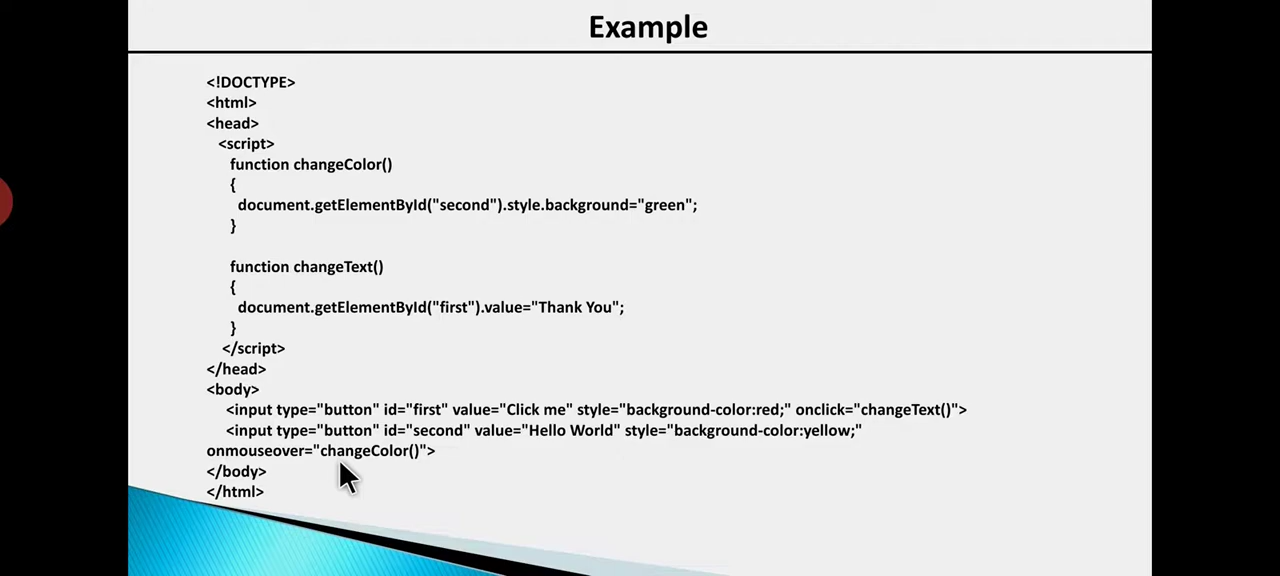 Example
<!DOCTYPE>
<html>
<head>
<script>
function changeColor()
{
document.getElementById("second").style.background="green";
}
function changeText()
{
document.getElementById("first").value="Thank You";
}
</script>
</head>
<body>
<input type="button" id="first" value="Click me" style="background-color:red;" onclick="changeText()">
<input type="button" id="second" value="Hello World" style="background-color:yellow;"
onmouseover="changeColor()">
</body>
</html>